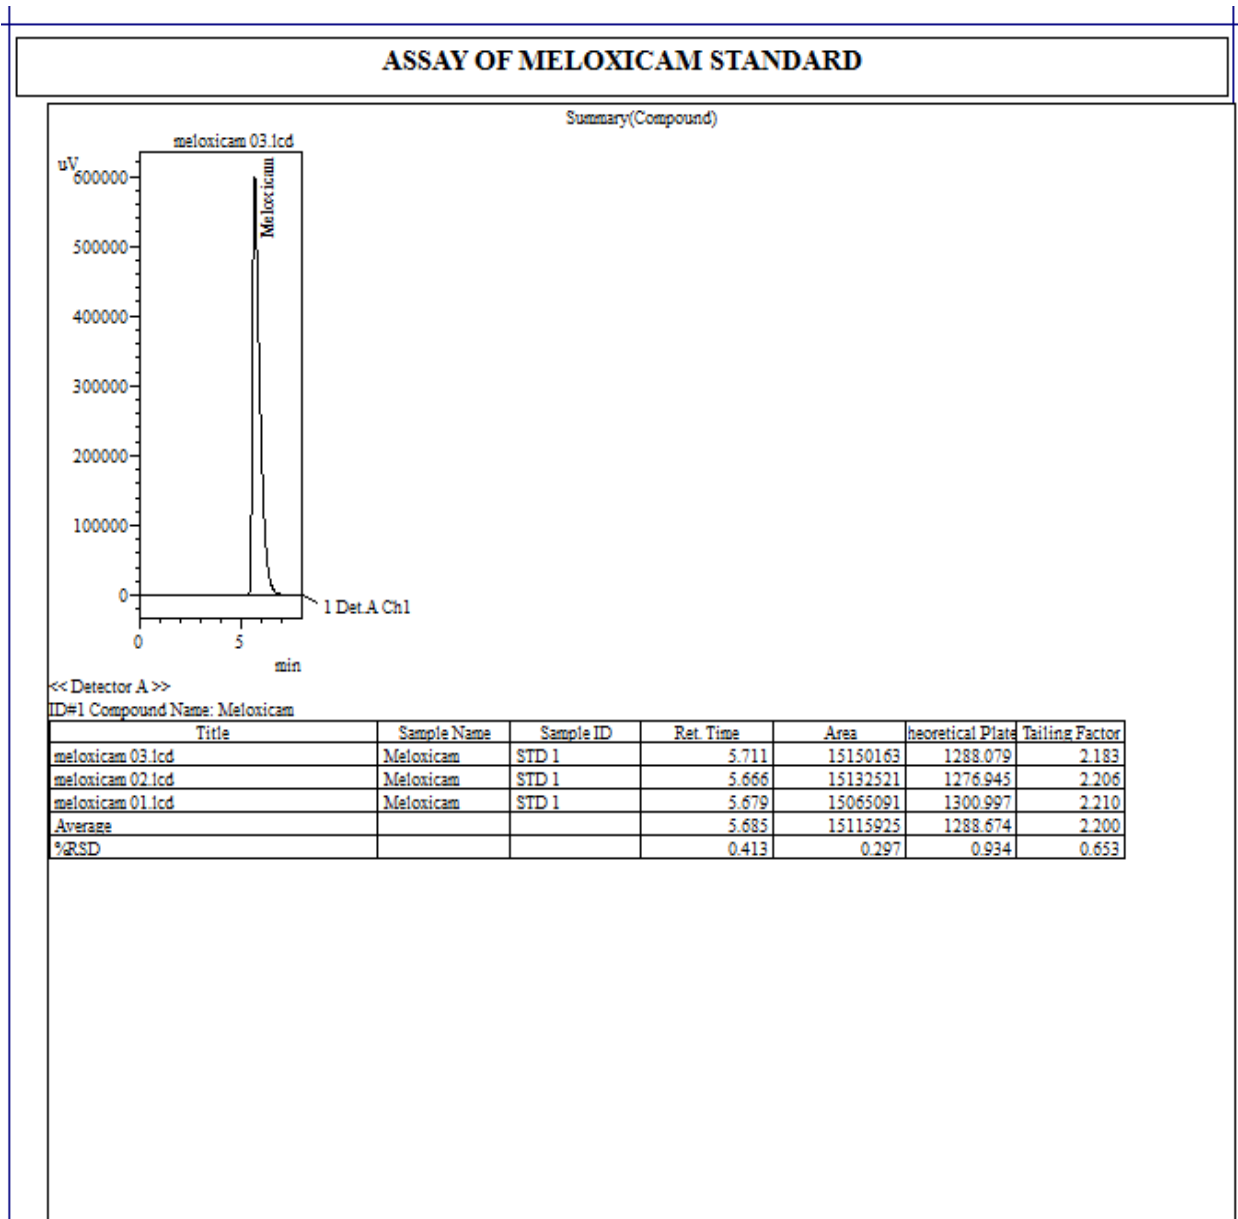 ASSAY OF MELOXICAM STANDARD
Summary(Compound)
meloxicam 03.lcd
uV
Meloxicam
600000
500000
400000
300000
200000
100000
0
1 Det.A Ch1
0 5
min
<< Detector A >>
ID#1 Compound Name: Meloxicam
Title Sample Name Sample ID Ret. Time Area heoretical Plate Tailing Factor
meloxicam 03.lcd Meloxicam STD 1 5.711 15150163 1288.079 2.183
meloxicam 02.lcd Meloxicam STD 1 5.666 15132521 1276.945 2.206
meloxicam 01.lcd Meloxicam STD 1 5.679 15065091 1300.997 2.210
Average 5.685 15115925 1288.674 2.200
%RSD 0.413 0.297 0.934 0.653